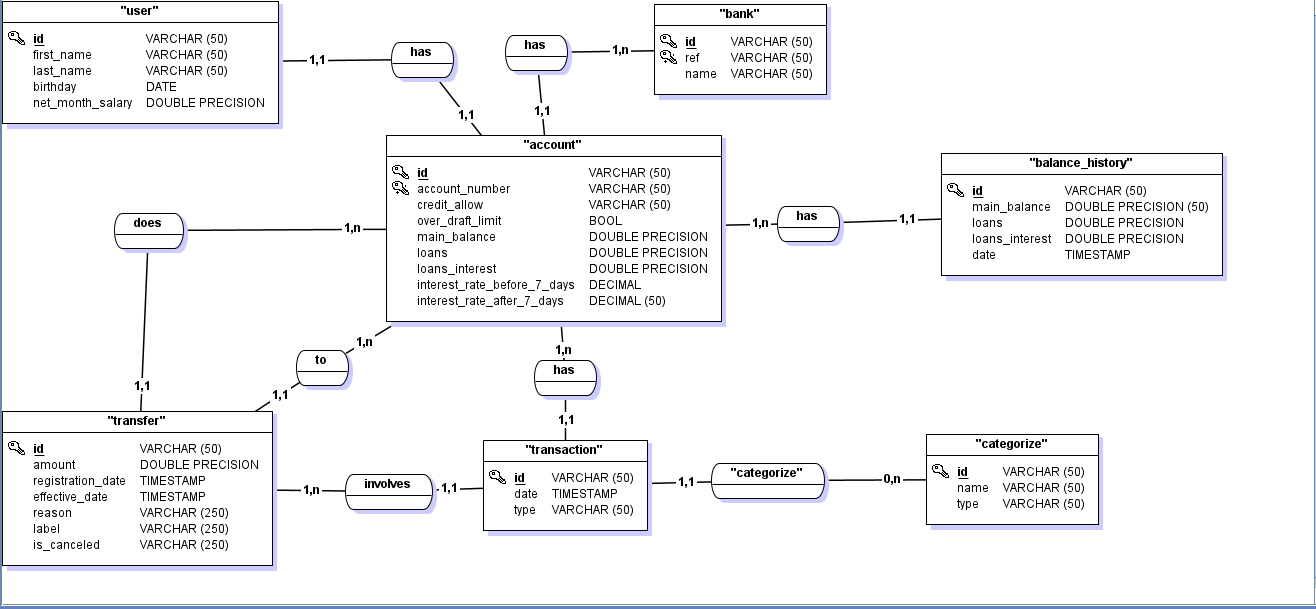 "user"
id VARCHAR (50)
first_name VARCHAR (50)
last_name VARCHAR (50)
birthday DATE
net_month_salary DOUBLE PRECISION
1,1
has
1,1
has
1,n
1,1
"bank"
id VARCHAR (50)
ref VARCHAR (50)
name VARCHAR (50)
"account"
id VARCHAR (50)
account_number VARCHAR (50)
credit_allow VARCHAR (50)
over_draft_limit BOOL
main_balance DOUBLE PRECISION
loans DOUBLE PRECISION
loans_interest DOUBLE PRECISION
interest_rate_before_7_days DECIMAL
interest_rate_after_7_days DECIMAL (50)
1,n
has
1,1
"balance_history"
id VARCHAR (50)
main_balance DOUBLE PRECISION (50)
loans DOUBLE PRECISION
loans_interest DOUBLE PRECISION
date TIMESTAMP
does
1,n
1,1
to
1,n
1,1
1,n
has
1,1
"transfer"
id VARCHAR (50)
amount DOUBLE PRECISION
registration_date TIMESTAMP
effective_date TIMESTAMP
reason VARCHAR (250)
label VARCHAR (250)
is_canceled VARCHAR (250)
1,n
involves
1,1
"transaction"
id VARCHAR (50)
date TIMESTAMP
type VARCHAR (50)
1,1
"categorize"
0,n
"categorize"
id VARCHAR (50)
name VARCHAR (50)
type VARCHAR (50)